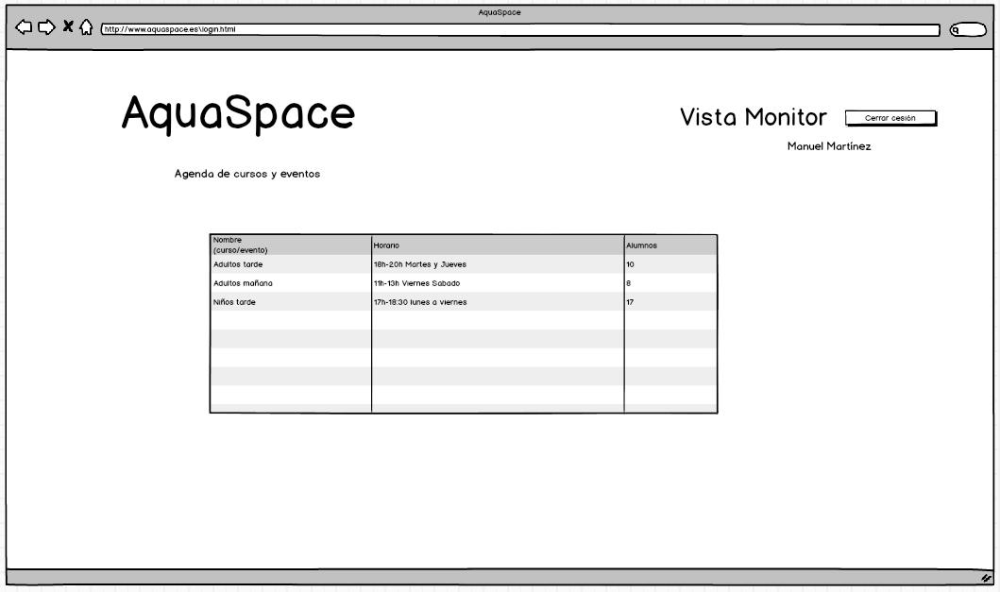 AquaSpace
http://www.aquaspace.es\login.html
AquaSpace
Vista Monitor
Cerrar cesión
Manuel Martínez
Agenda de cursos y eventos
Nombre
(curso/evento)
Horario
Alumnos
Adultos tarde
18h-20h Martes y Jueves
10
Adultos mañana
11h-13h Viernes Sabado
8
Niños tarde
17h-18:30 lunes a viernes
17